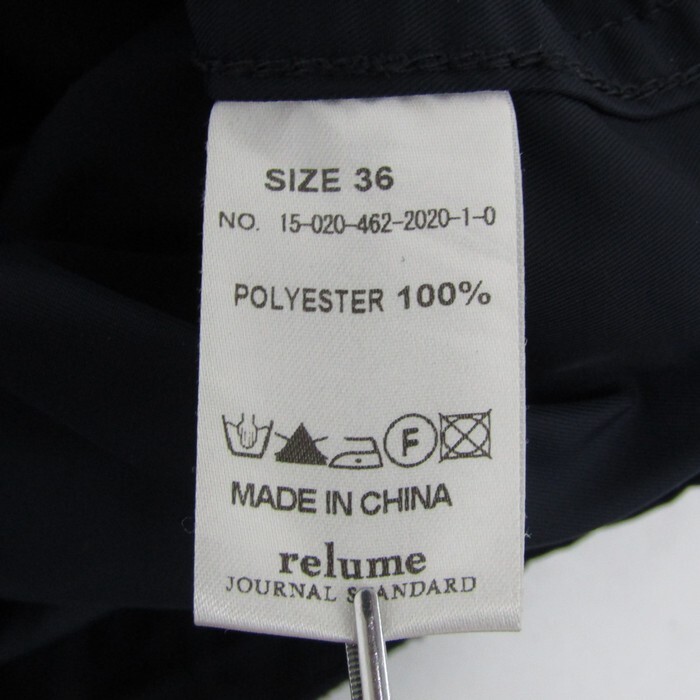 SIZE 36
NO. 15-020-462-2020-1-0
POLYESTER 100%
F
MADE IN CHINA
relume
JOURNAL STANDARD